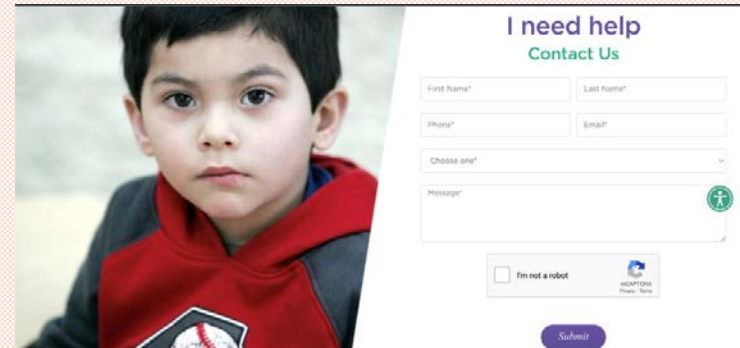 I need help
Contact Us
First Name* Last Name*
Phone* Email*
Choose one*
Message*
I'm not a robot
reCAPTCHA
Privacy - Terms
Submit